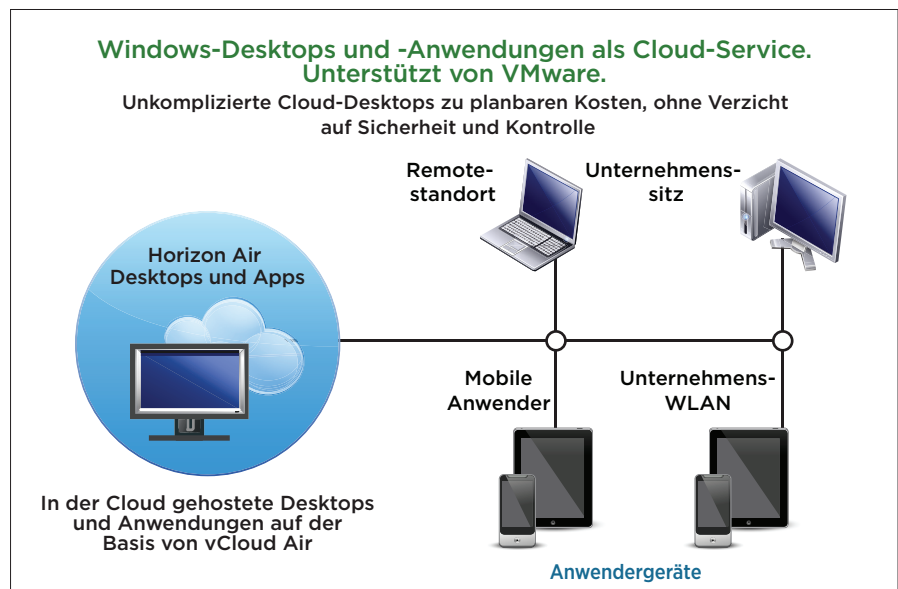 Windows-Desktops und -Anwendungen als Cloud-Service.
Unterstützt von VMware.
Unkomplizierte Cloud-Desktops zu planbaren Kosten, ohne Verzicht
auf Sicherheit und Kontrolle
Remote-
standort
Unternehmens-
sitz
Horizon Air
Desktops und Apps
Mobile
Anwender
Unternehmens-
WLAN
In der Cloud gehostete Desktops
und Anwendungen auf der
Basis von vCloud Air
Anwendergeräte